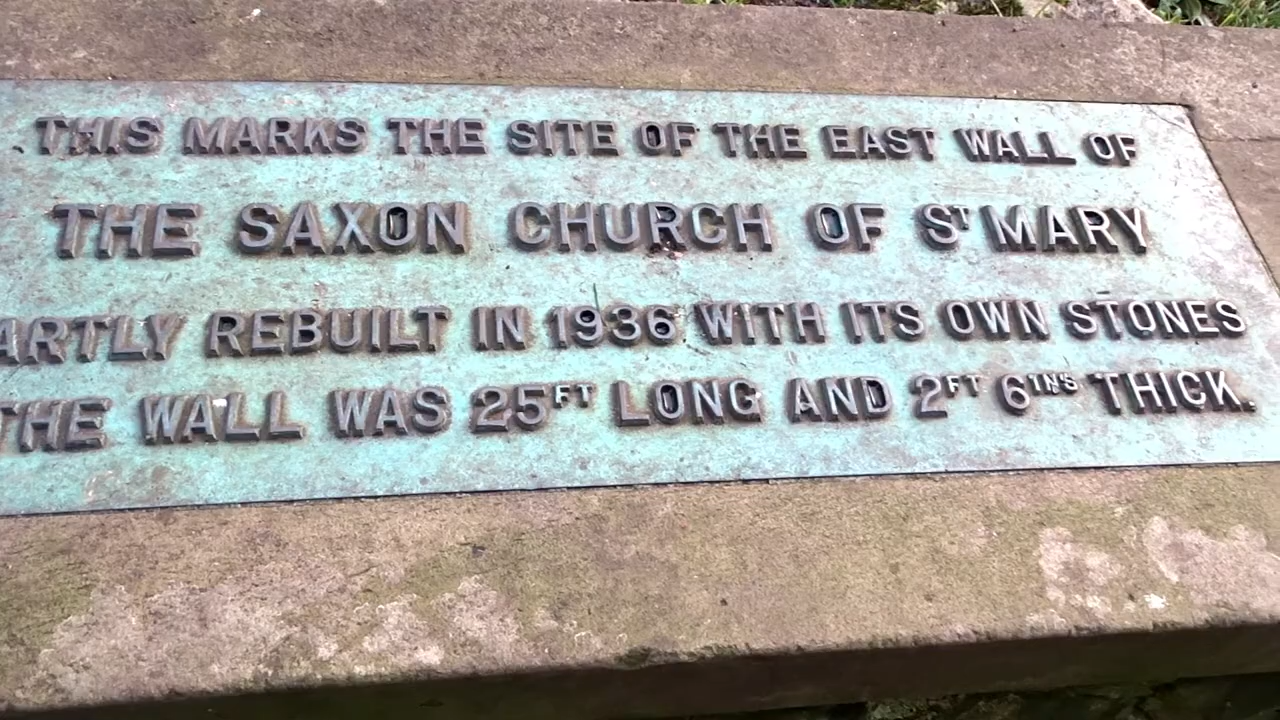 THIS MARKS THE SITE OF THE EAST WALL OF
THE SAXON CHURCH OF ST MARY
ARTLY REBUILT IN 1936 WITH ITS OWN STONES
THE WALL WAS 25FT LONG AND 2FT 6INS THICK.